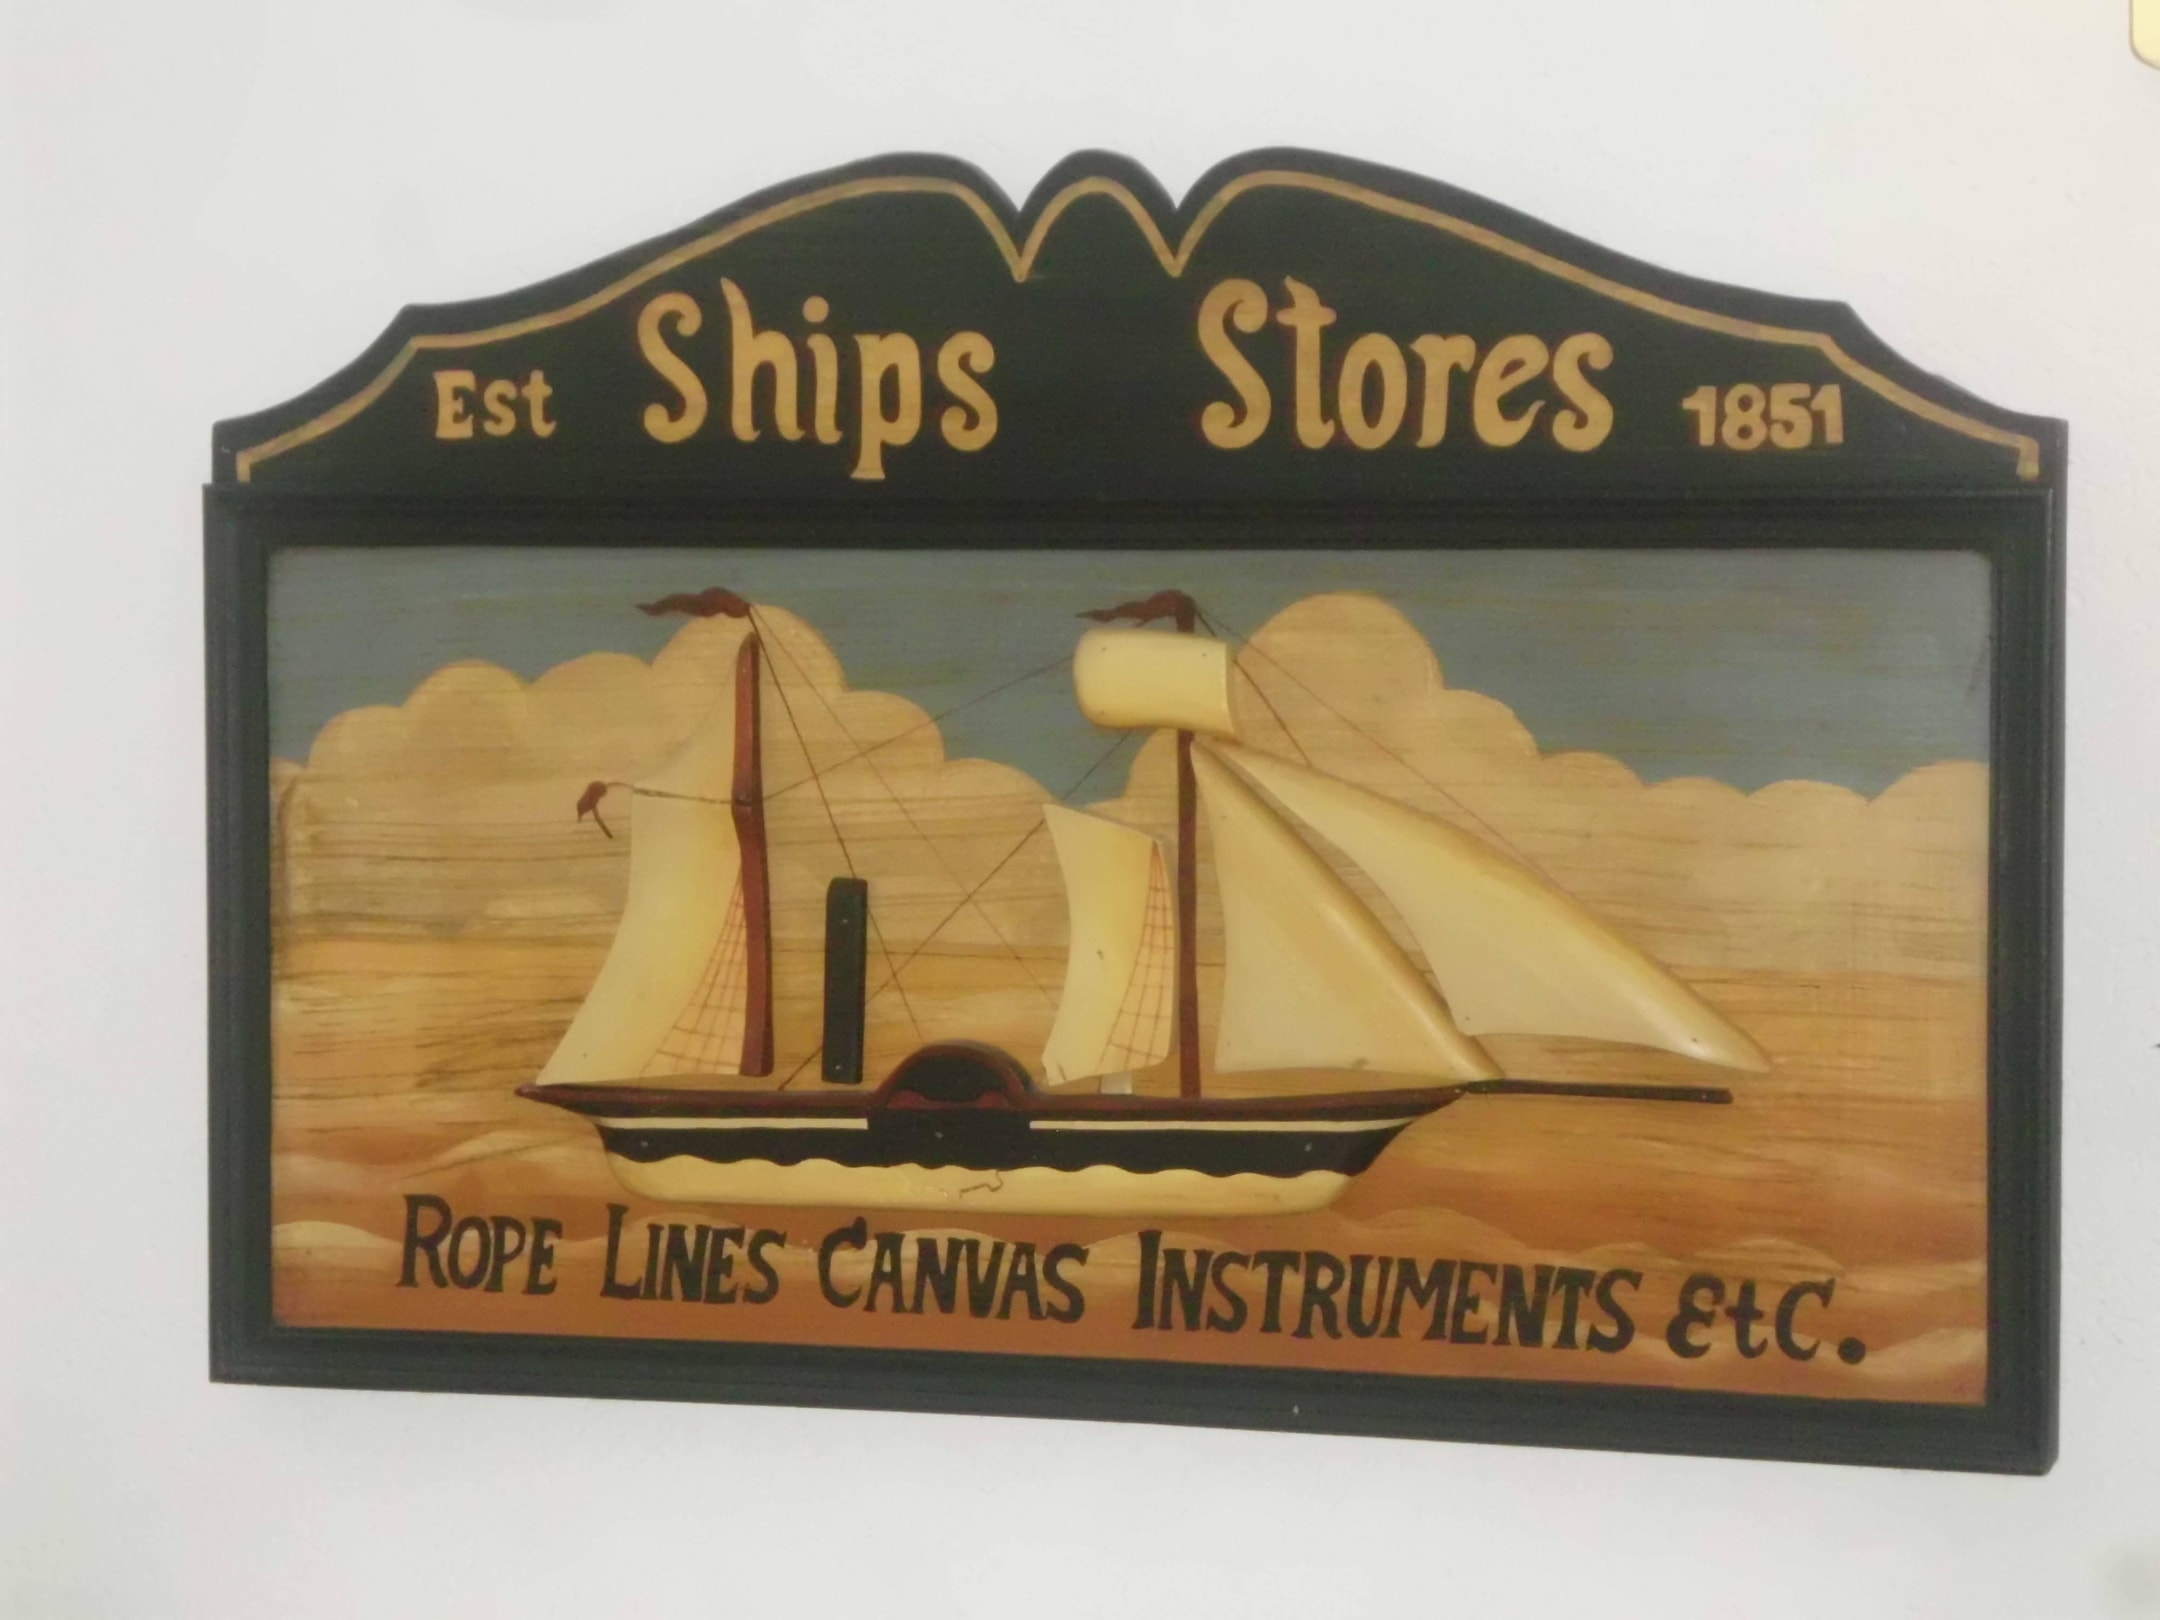 Est Ships Stores 1851
Rope Lines Canvas Instruments Etc.